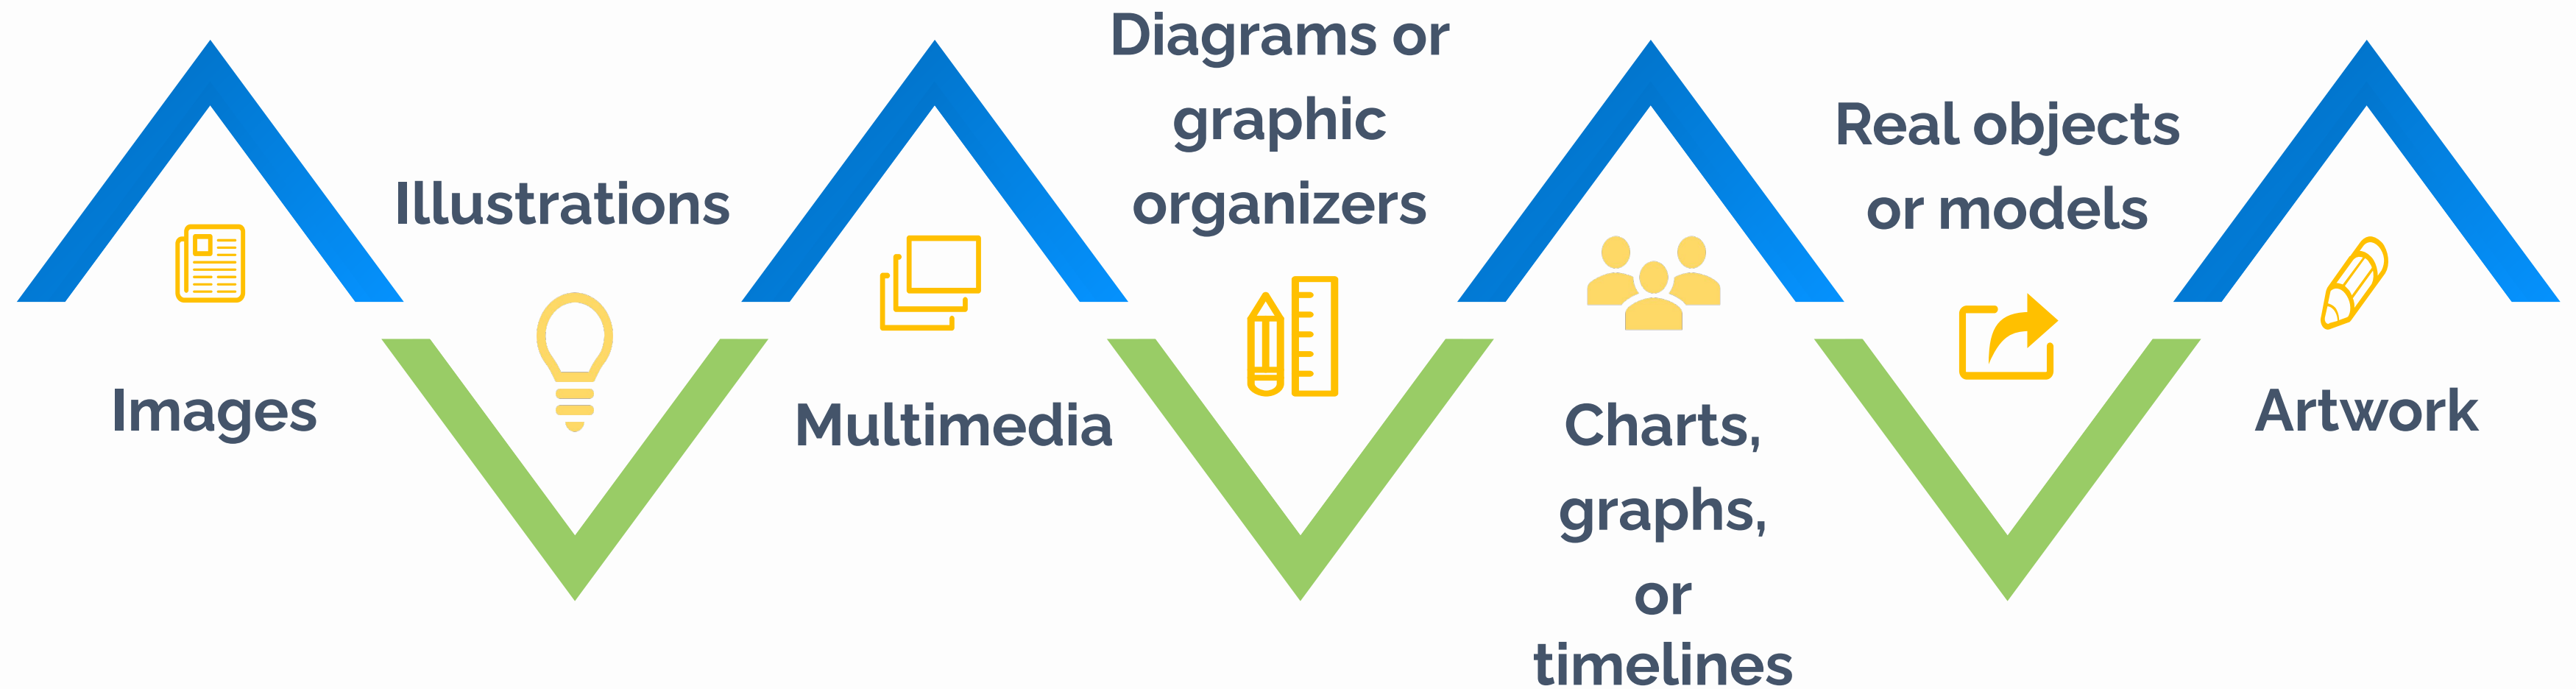 Images
Illustrations
Multimedia
Diagrams or
graphic
organizers
Charts,
graphs,
or
timelines
Real objects
or models
Artwork